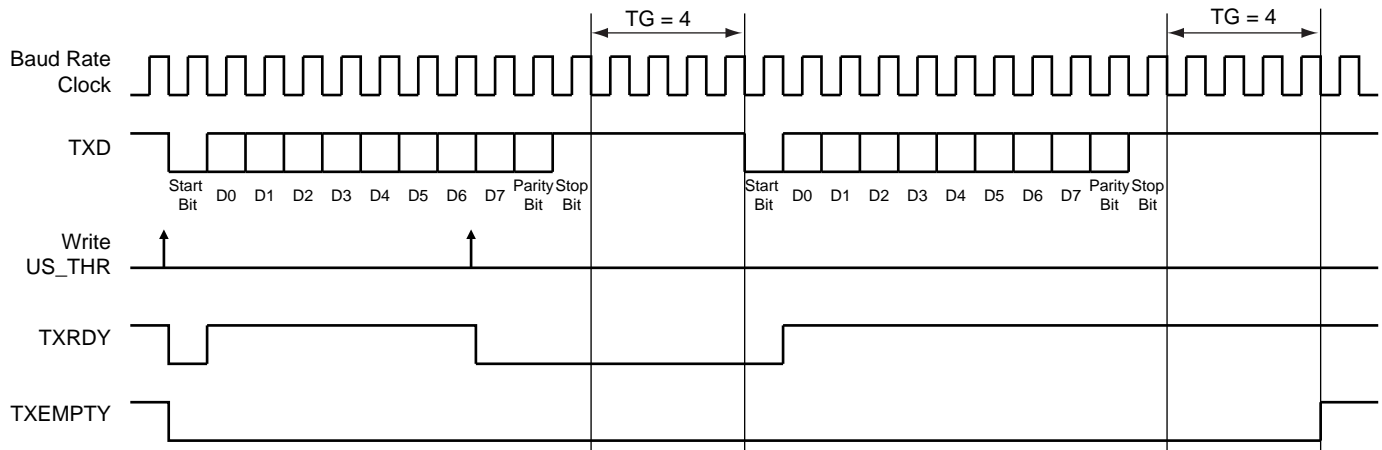 TG = 4
TG = 4
Baud Rate
Clock
TXD
Start
Bit
D0
D1
D2
D3
D4
D5
D6
D7
Parity
Bit
Stop
Bit
Start
Bit
D0
D1
D2
D3
D4
D5
D6
D7
Parity
Bit
Stop
Bit
Write
US_THR
TXRDY
TXEMPTY